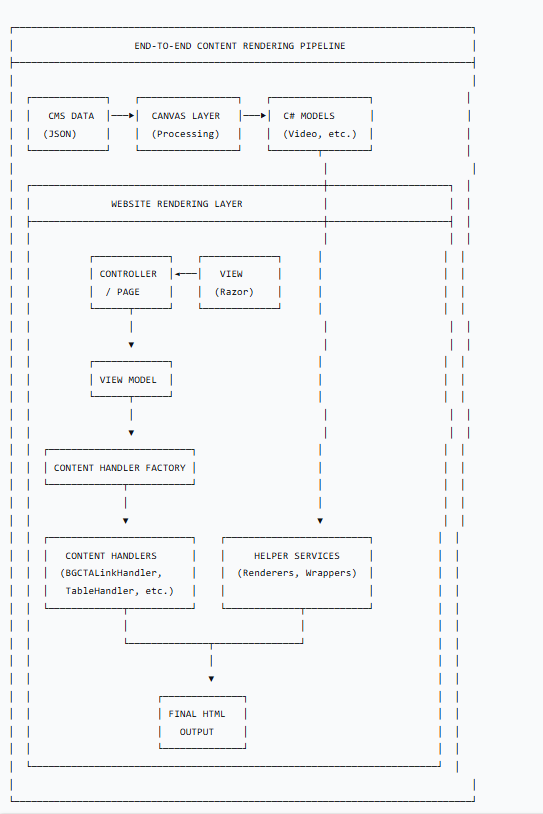 END-TO-END CONTENT RENDERING PIPELINE
CMS DATA CANVAS LAYER C# MODELS
(JSON) (Processing) (Video, etc.)
WEBSITE RENDERING LAYER
CONTROLLER VIEW
/ PAGE (Razor)
VIEW MODEL
CONTENT HANDLER FACTORY
CONTENT HANDLERS HELPER SERVICES
(BGCTALinkHandler, (Renderers, Wrappers)
TableHandler, etc.)
FINAL HTML
OUTPUT